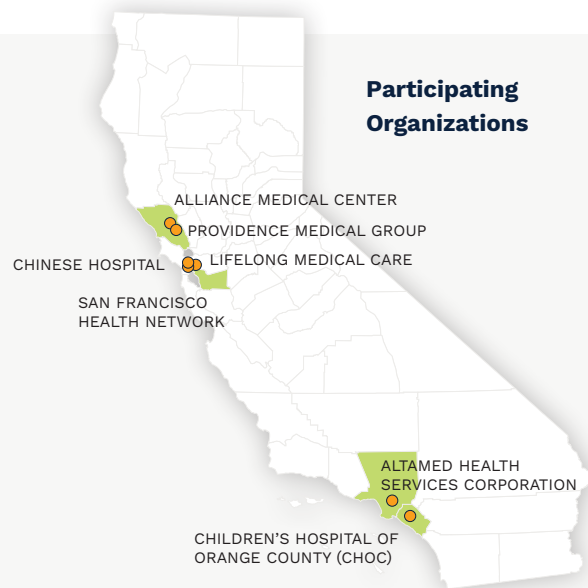 Participating
Organizations
ALLIANCE MEDICAL CENTER
PROVIDENCE MEDICAL GROUP
LIFELONG MEDICAL CARE
CHINESE HOSPITAL
SAN FRANCISCO
HEALTH NETWORK
ALTAMED HEALTH
SERVICES CORPORATION
CHILDREN’S HOSPITAL OF
ORANGE COUNTY (CHOC)